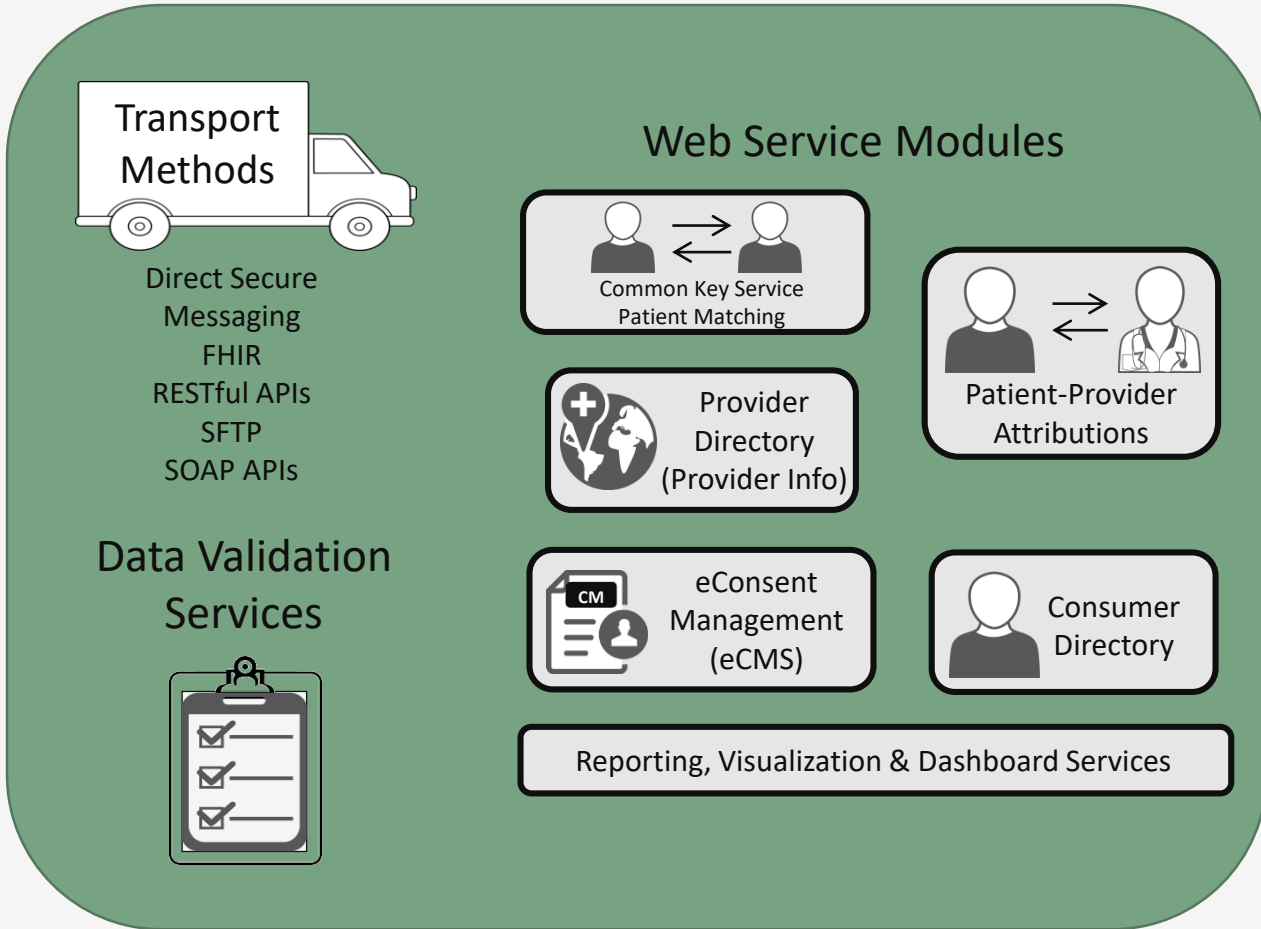 Transport
Methods
Direct Secure
Messaging
FHIR
RESTful APIs
SFTP
SOAP APIs
Data Validation
Services
Web Service Modules
Common Key Service
Patient Matching
Patient-Provider
Attributions
Provider
Directory
(Provider Info)
CM
eConsent
Management
(eCMS)
Consumer
Directory
Reporting, Visualization & Dashboard Services